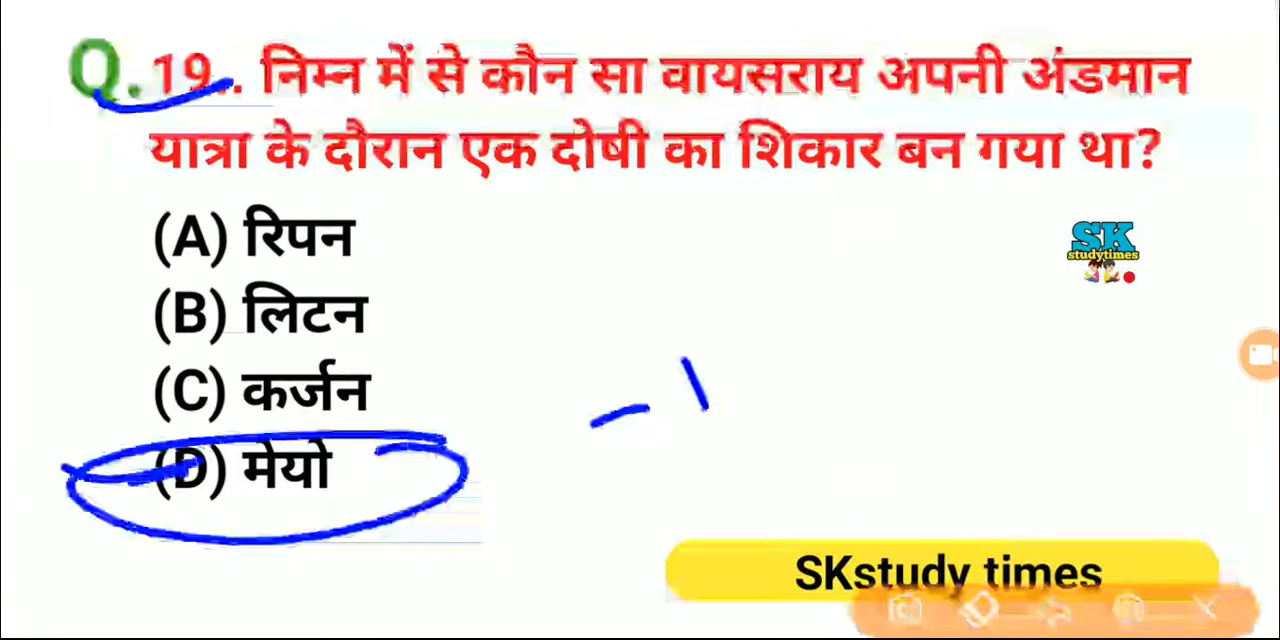 Q. 19.. निम्न में से कौन सा वायसराय अपनी अंडमान
यात्रा के दौरान एक दोषी का शिकार बन गया था?
(A) रिपन
(B) लिटन
(C) कर्जन
(D) मेयो
SK
studytimes
SKstudy times